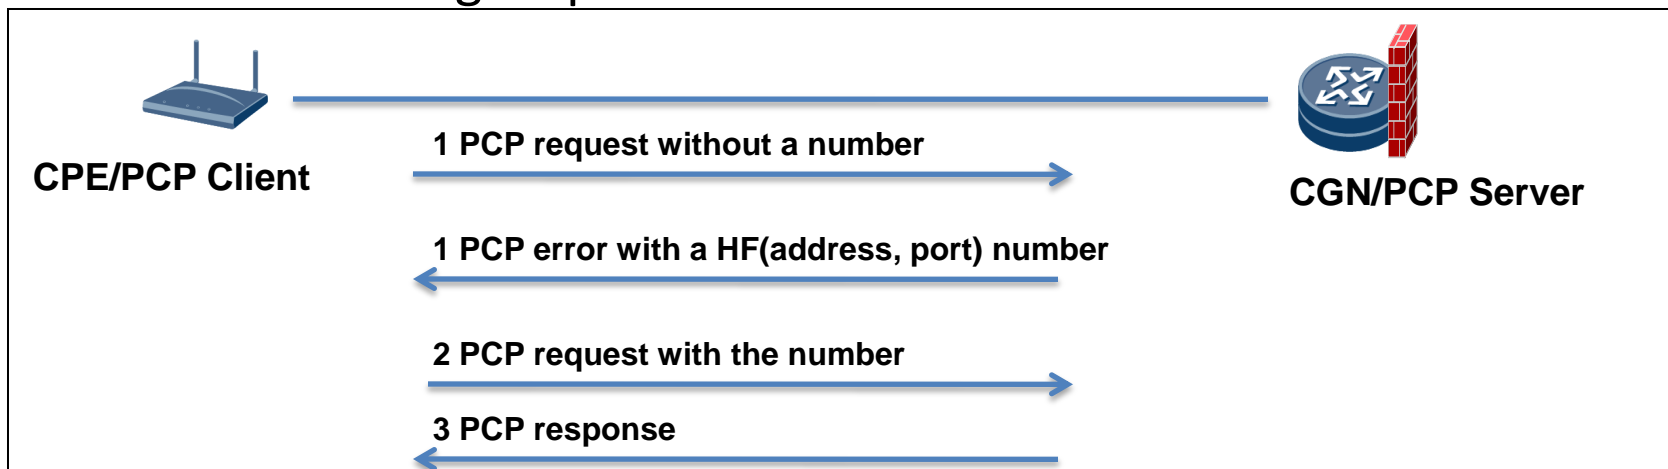 1 PCP request without a number
CPE/PCP Client
CGN/PCP Server
1 PCP error with a HF(address, port) number
2 PCP request with the number
3 PCP response